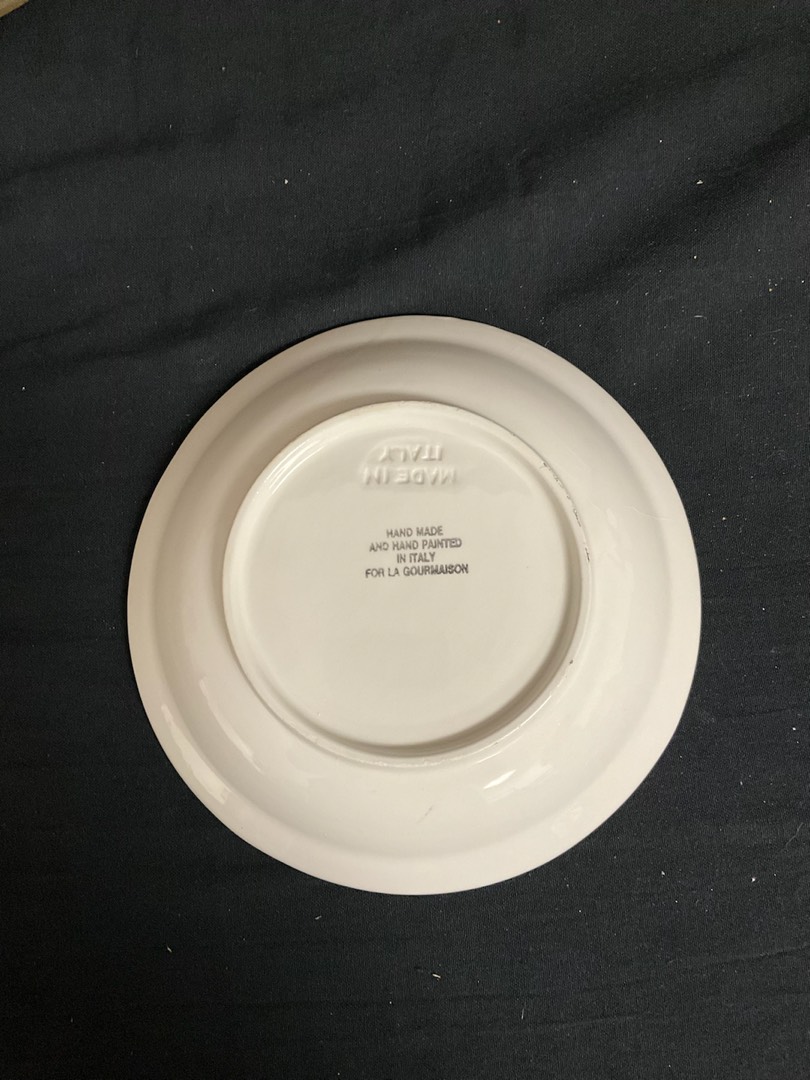 ITALY
MADE IN
HAND MADE
AND HAND PAINTED
IN ITALY
FOR LA GOURMAISON